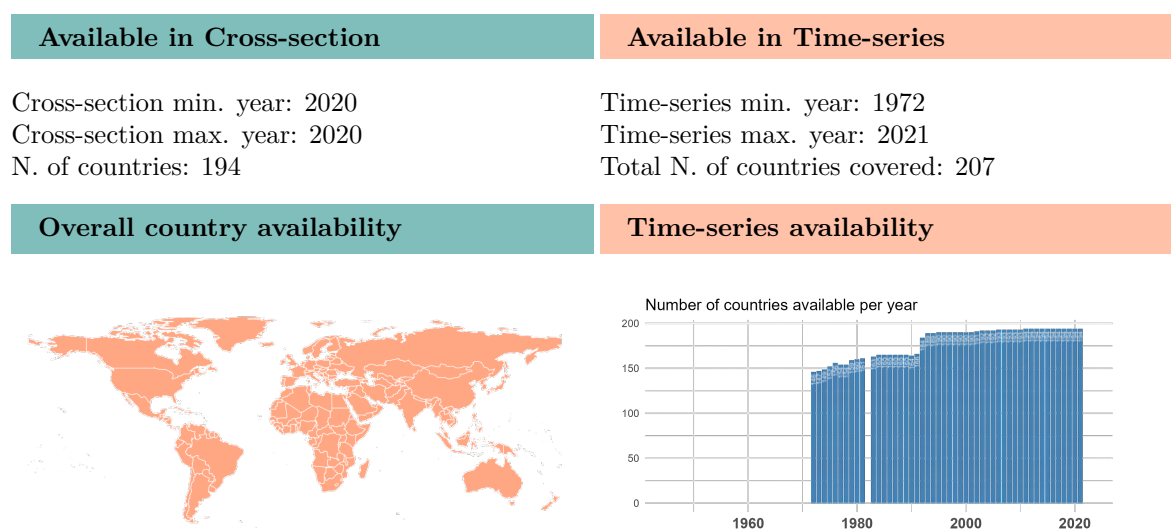 Available in Cross-section
Available in Time-series
Cross-section min. year: 2020
Cross-section max. year: 2020
N. of countries: 194
Time-series min. year: 1972
Time-series max. year: 2021
Total N. of countries covered: 207
Overall country availability
Time-series availability
Number of countries available per year
200
150
100
50
0
1960 1980 2000 2020